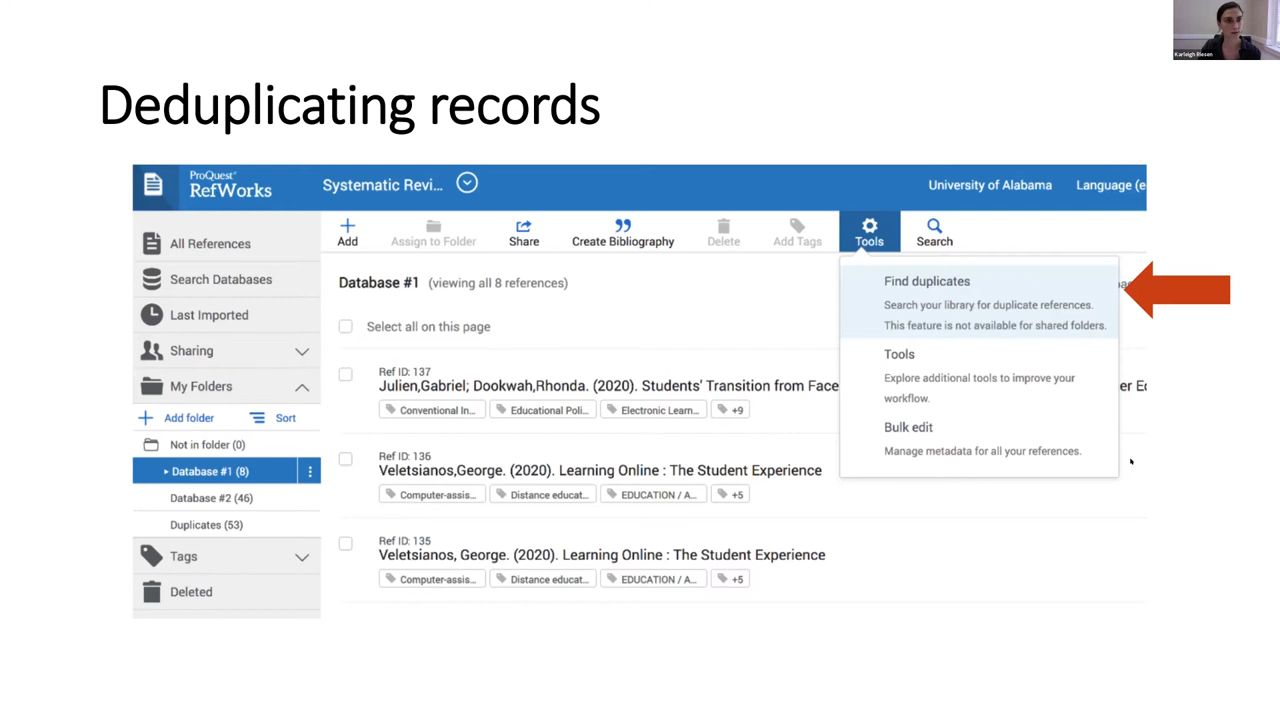 Karleigh Riesen
Deduplicating records
ProQuest®
RefWorks
Systematic Revi...
University of Alabama
Language (e
All References
Search Databases
Last Imported
Sharing
My Folders
Add folder
Sort
Not in folder (0)
Database #1 (8)
Database #2 (46)
Duplicates (53)
Tags
Deleted
Add
Assign to Folder
Share
Create Bibliography
Delete
Add Tags
Tools
Search
Database #1 (viewing all 8 references)
Select all on this page
Find duplicates
Search your library for duplicate references.
This feature is not available for shared folders.
Tools
Explore additional tools to improve your
workflow.
Bulk edit
Manage metadata for all your references.
Ref ID: 137
Julien,Gabriel; Dookwah,Rhonda. (2020). Students' Transition from Face
Conventional In...
Educational Poli...
Electronic Learn...
+9
Ref ID: 136
Veletsianos,George. (2020). Learning Online : The Student Experience
Computer-assis...
Distance educat...
EDUCATION / A...
+5
Ref ID: 135
Veletsianos, George. (2020). Learning Online : The Student Experience
Computer-assis...
Distance educat...
EDUCATION / A...
+5